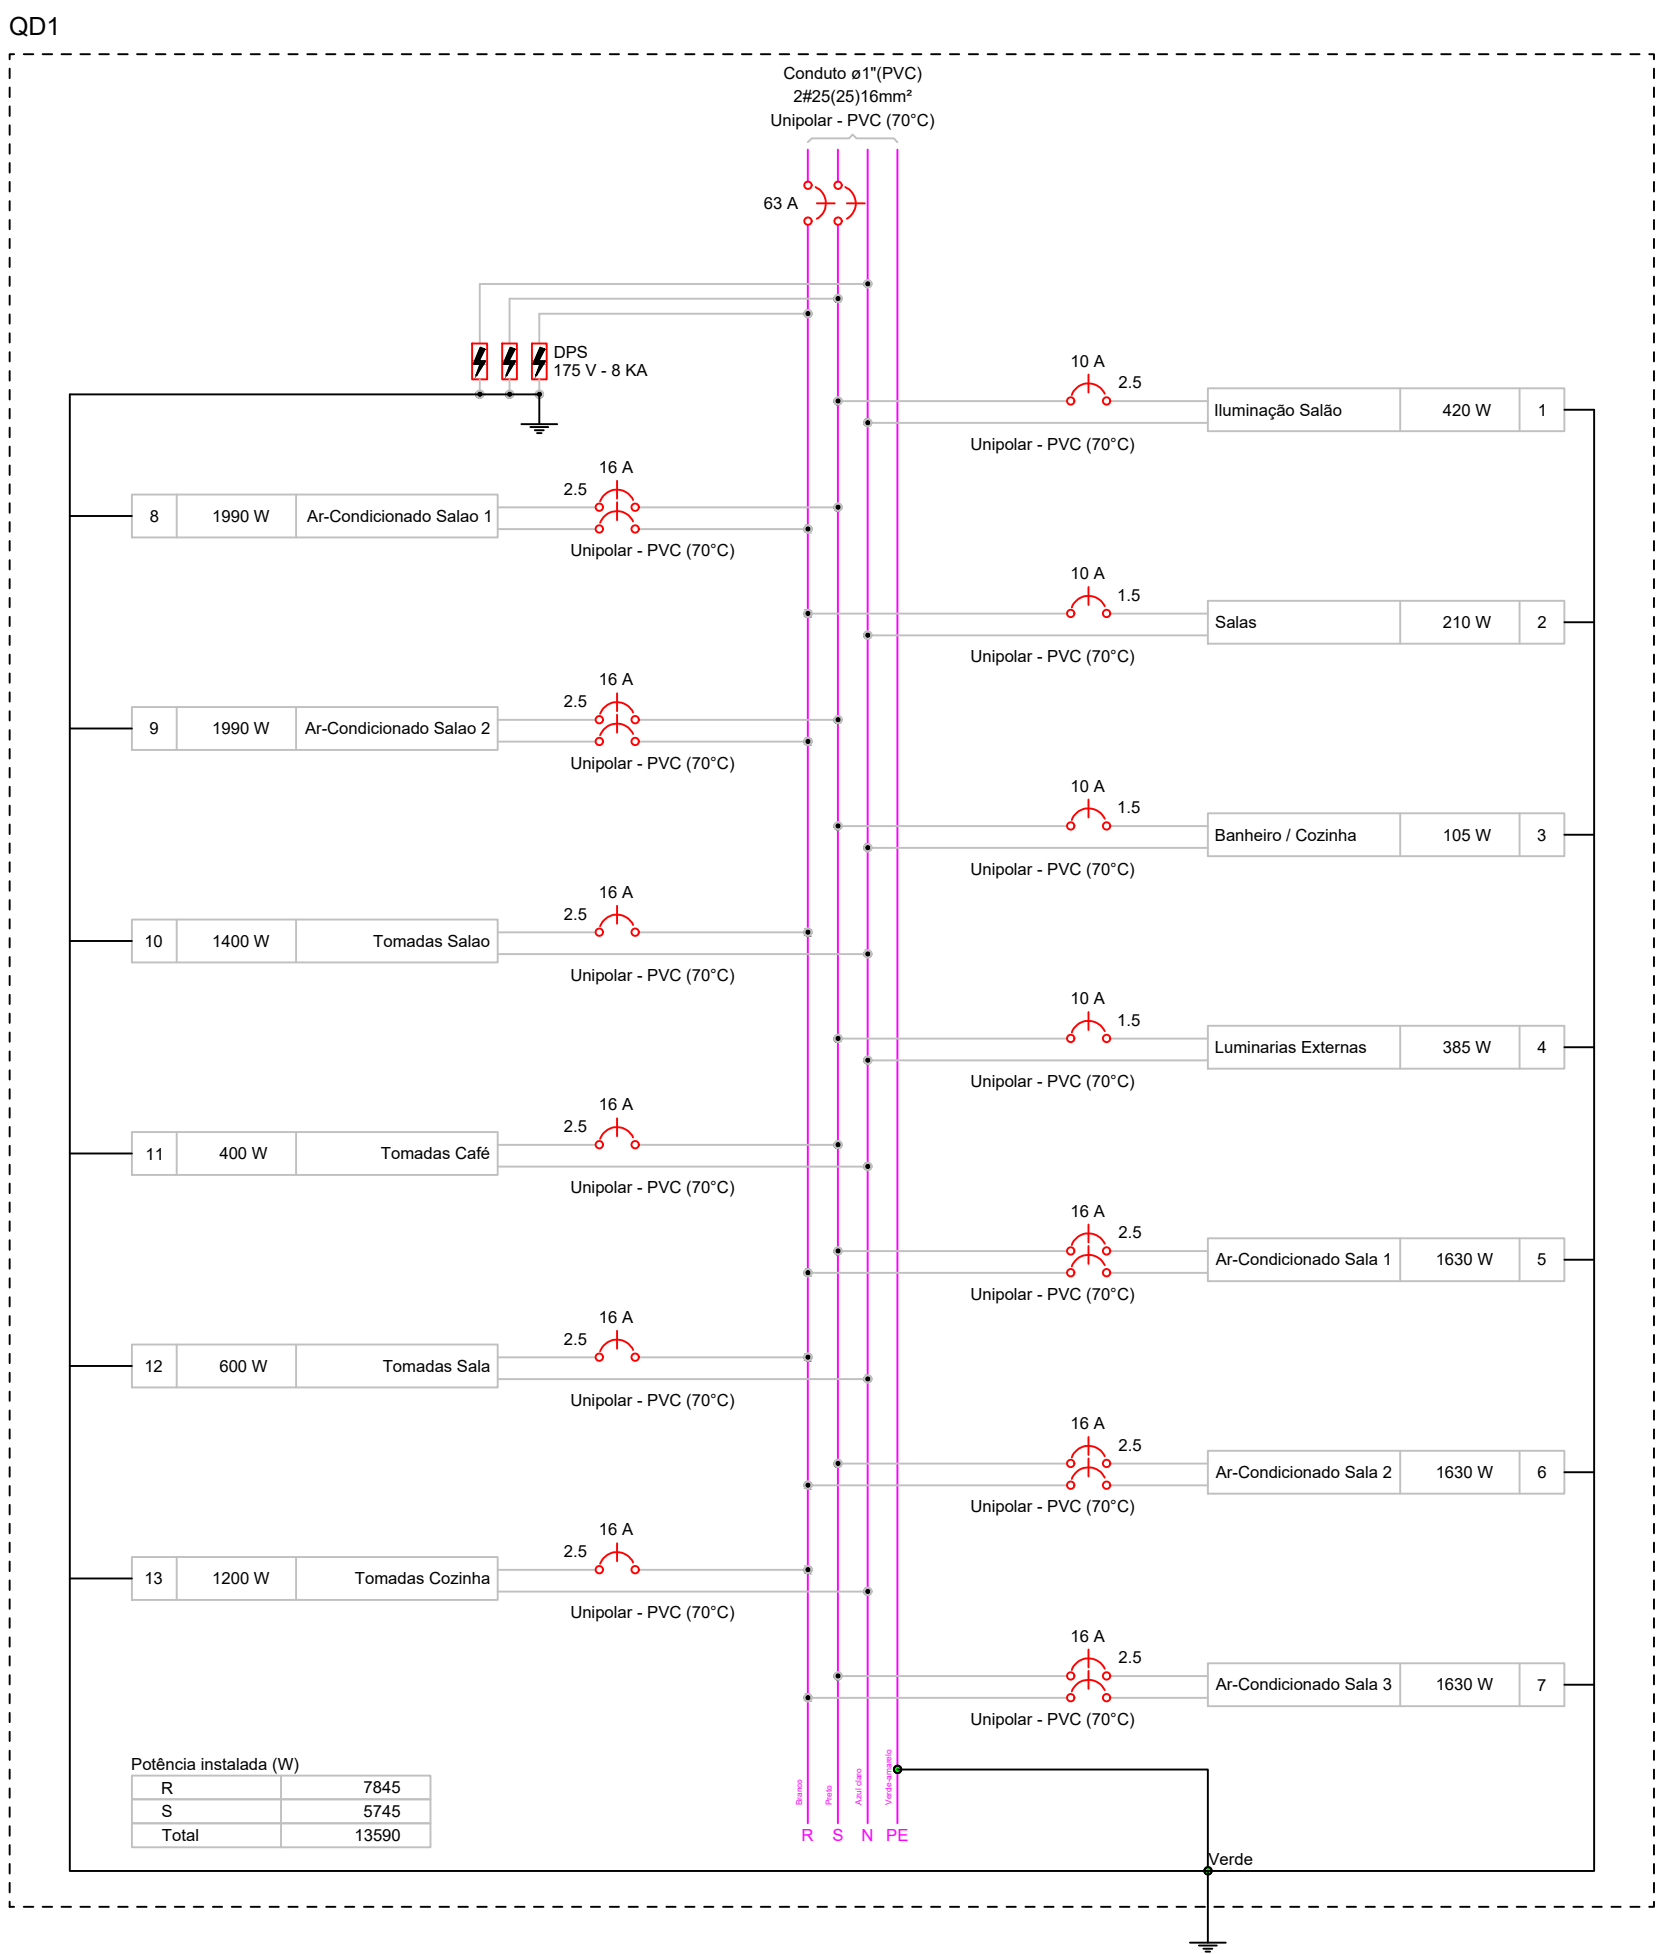 QD1
Conduto ø1"(PVC)
2#25(25)16mm²
Unipolar - PVC (70°C)
63 A
DPS
175 V - 8 KA
10 A
2.5
Iluminação Salão 420 W 1
Unipolar - PVC (70°C)
16 A
2.5
8 1990 W Ar-Condicionado Salao 1
Unipolar - PVC (70°C)
10 A
1.5
Salas 210 W 2
Unipolar - PVC (70°C)
16 A
2.5
9 1990 W Ar-Condicionado Salao 2
Unipolar - PVC (70°C)
10 A
1.5
Banheiro / Cozinha 105 W 3
Unipolar - PVC (70°C)
16 A
2.5
10 1400 W Tomadas Salao
Unipolar - PVC (70°C)
10 A
1.5
Luminarias Externas 385 W 4
Unipolar - PVC (70°C)
16 A
2.5
11 400 W Tomadas Café
Unipolar - PVC (70°C)
16 A
2.5
Ar-Condicionado Sala 1 1630 W 5
Unipolar - PVC (70°C)
16 A
2.5
12 600 W Tomadas Sala
Unipolar - PVC (70°C)
16 A
2.5
Ar-Condicionado Sala 2 1630 W 6
Unipolar - PVC (70°C)
16 A
2.5
13 1200 W Tomadas Cozinha
Unipolar - PVC (70°C)
16 A
2.5
Ar-Condicionado Sala 3 1630 W 7
Unipolar - PVC (70°C)
Potência instalada (W)
R 7845
S 5745
Total 13590
Branco
Preto
Azul claro
Verde-amarelo
R S N PE
Verde